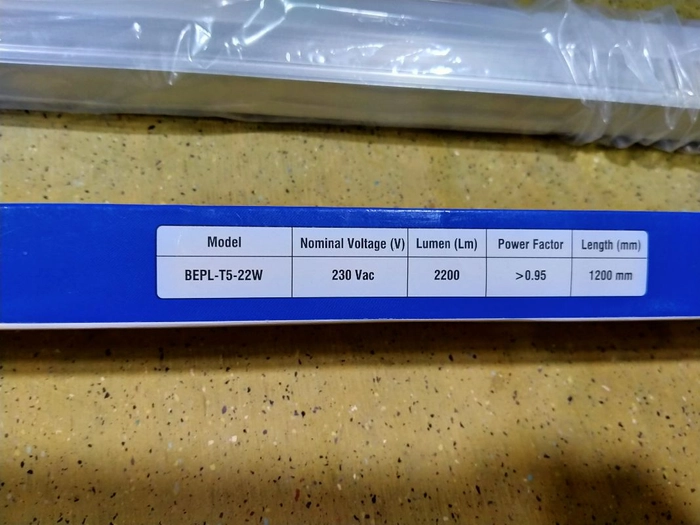 Model Nominal Voltage (V) Lumen (Lm) Power Factor Length (mm)
BEPL-T5-22W 230 Vac 2200 >0.95 1200 mm